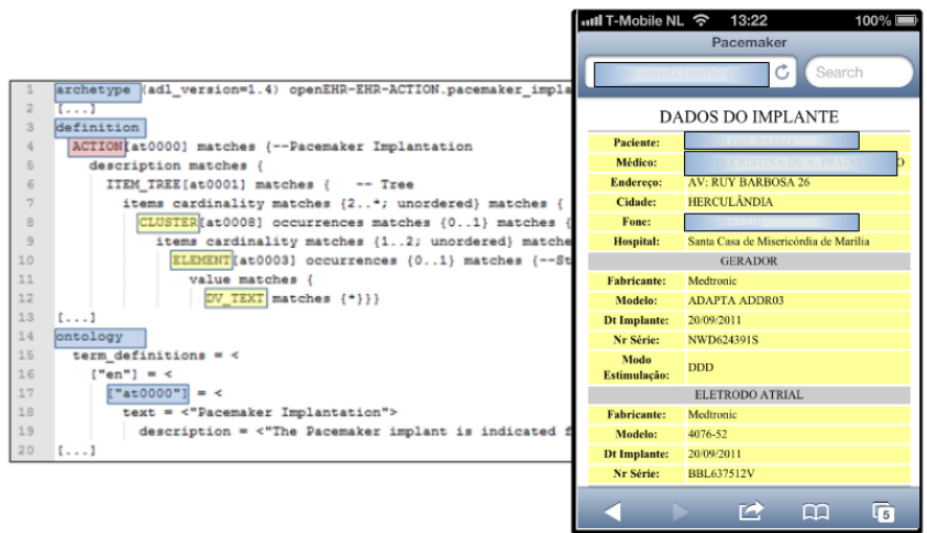 1 archetype (adl_version=1.4) openEHR-EHR-ACTION.pacemaker_impla
2 [...]
3 definition
4 ACTION[at0000] matches {--Pacemaker Implantation
5 description matches {
6 ITEM_TREE[at0001] matches { -- Tree
7 items cardinality matches {2..*; unordered} matches {
8 CLUSTER[at0008] occurrences matches {0..1} matches {
9 items cardinality matches {1..2; unordered} matche
10 ELEMENT[at0003] occurrences {0..1} matches {--St
11 value matches {
12 DV_TEXT matches {*}}}
13 [...]
14 ontology
15 term_definitions = <
16 ["en"] = <
17 ["at0000"] = <
18 text = <"Pacemaker Implantation">
19 description = <"The Pacemaker implant is indicated f
20 [...]
T-Mobile NL 13:22 100%
Pacemaker
Search
DADOS DO IMPLANTE
Paciente:
Médico:
Endereço: AV: RUY BARBOSA 26
Cidade: HERCULÂNDIA
Fone:
Hospital: Santa Casa de Misericórdia de Marília
GERADOR
Fabricante: Medtronic
Modelo: ADAPTA ADDR03
Dt Implante: 20/09/2011
Nr Série: NWD624391S
Modo
Estimulação: DDD
ELETRODO ATRIAL
Fabricante: Medtronic
Modelo: 4076-52
Dt Implante: 20/09/2011
Nr Série: BBL637512V
5